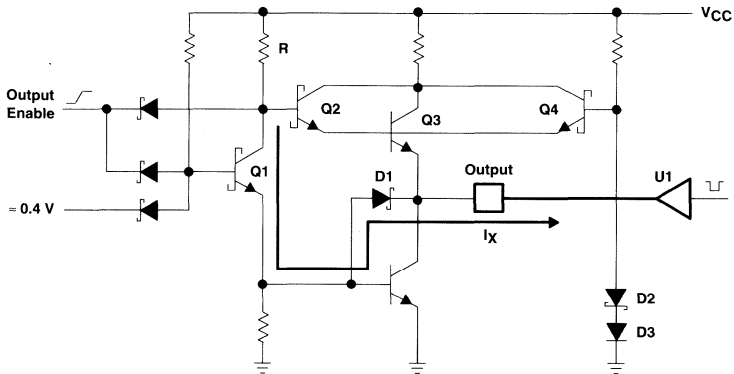 VCC
R
Output
Enable
Q2
Q4
Q3
Q1
D1
Output
U1
≈ 0.4 V
IX
D2
D3